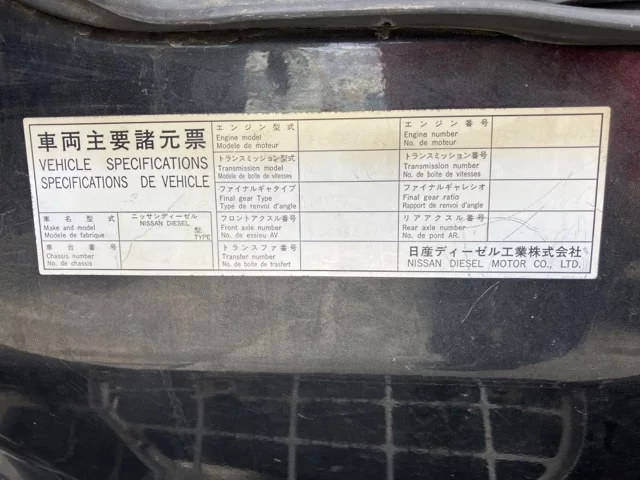 車両主要諸元票
VEHICLE SPECIFICATIONS
SPECIFICATIONS DE VEHICLE
車名型式
Make and model
Modele de fabrique
ニッサンディーゼル
NISSAN DIESEL
型
TYPE
車台番号
Chassis number
No. de chassis
エンジン型式
Engine model
Modele de moteur
トランスミッション型式
Transmission model
Modele de boite de vitesses
ファイナルギヤタイプ
Final gear Type
Type de renvoi d'angle
フロントアクスル番号
Front axle number
No. de essieu AV
トランスファ番号
Transfer number
No. de boite de trasfert
エンジン番号
Engine number
No. de moteur
トランスミッション番号
Transmission number
No. de boite de vitesses
ファイナルギヤレシオ
Final gear ratio
Rapport de renvoi d'angle
リヤアクスル番号
Rear axle number
No. de pont AR.
日産ディーゼル工業株式会社
NISSAN DIESEL MOTOR CO., LTD.